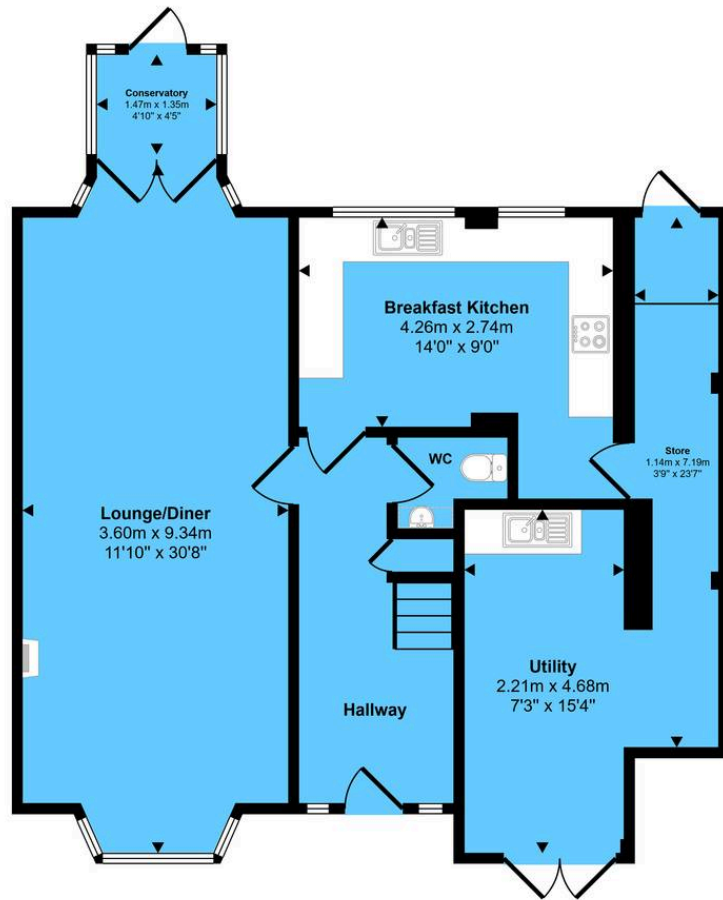 Conservatory
1.47m x 1.35m
4'10" x 4'5"
Breakfast Kitchen
4.26m x 2.74m
14'0" x 9'0"
WC
Store
1.14m x 7.19m
3'9" x 23'7"
Lounge/Diner
3.60m x 9.34m
11'10" x 30'8"
Utility
2.21m x 4.68m
7'3" x 15'4"
Hallway